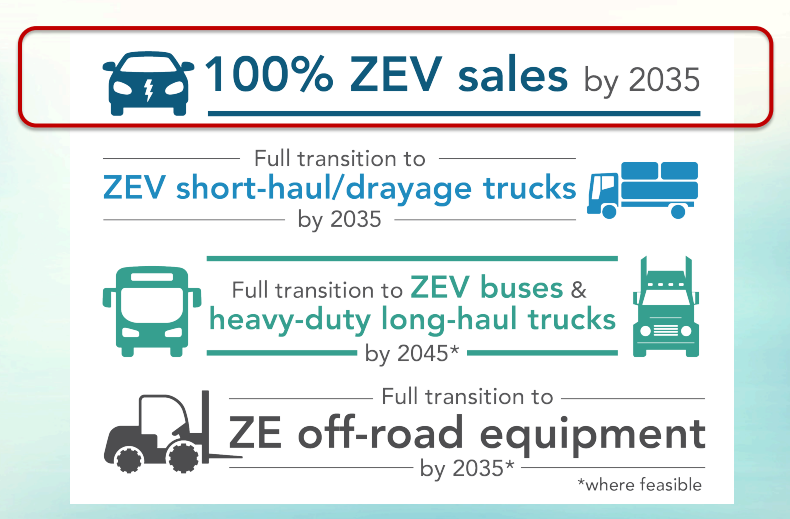 100% ZEV sales by 2035
Full transition to
ZEV short-haul/drayage trucks
by 2035
Full transition to ZEV buses &
heavy-duty long-haul trucks
by 2045*
Full transition to
ZE off-road equipment
by 2035*
*where feasible